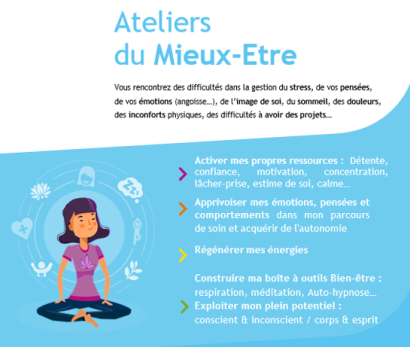 Ateliers
du Mieux-Etre
Vous rencontrez des difficultés dans la gestion du stress, de vos pensées,
de vos émotions (angoisse…), de l'image de soi, du sommeil, des douleurs,
des inconforts physiques, des difficultés à avoir des projets…
Activer mes propres ressources : Détente,
confiance, motivation, concentration,
lâcher-prise, estime de soi, calme…
Apprivoiser mes émotions, pensées et
comportements dans mon parcours
de soin et acquérir de l'autonomie
Régénérer mes énergies
Construire ma boîte à outils Bien-être :
respiration, méditation, Auto-hypnose…
Exploiter mon plein potentiel :
conscient & inconscient / corps & esprit